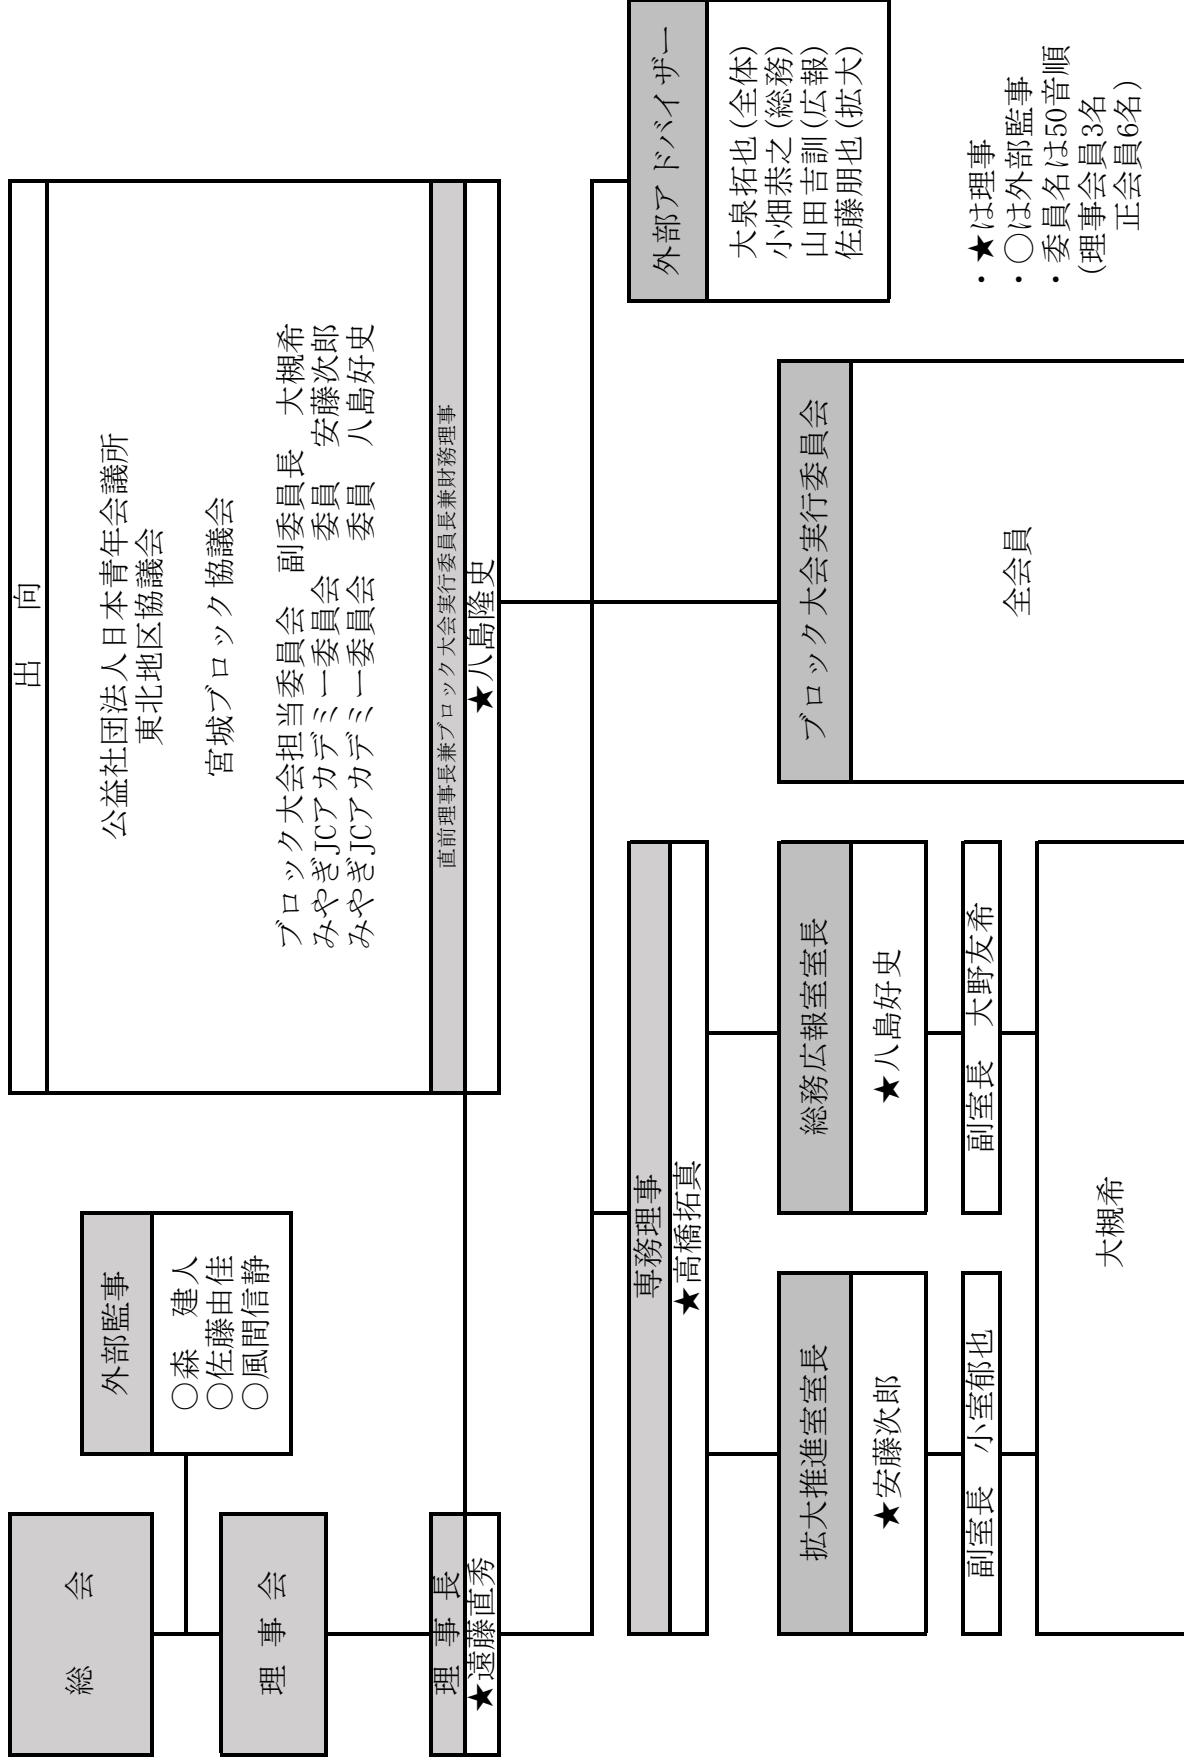 総　会
外部監事
○森　建人
○佐藤由佳
○風間信静
理　事　会
理　事　長
★遠藤直秀
出　向
公益社団法人日本青年会議所
東北地区協議会
宮城ブロック協議会
ブロック大会担当委員会　副委員長　大槻希
みやぎJCアカデミー委員会　委員　安藤次郎
みやぎJCアカデミー委員会　委員　八島好史
直前理事長兼ブロック大会実行委員長兼財務理事
★八島隆史
専務理事
★高橋拓真
拡大推進室室長
★安藤次郎
副室長　小室郁也
総務広報室室長
★八島好史
副室長　大野友希
大槻希
ブロック大会実行委員会
全会員
外部アドバイザー
大泉拓也(全体)
小畑恭之(総務)
山田吉訓(広報)
佐藤朋也(拡大)
・★は理事
・○は外部監事
・委員名は50音順
(理事会員3名
正会員6名)